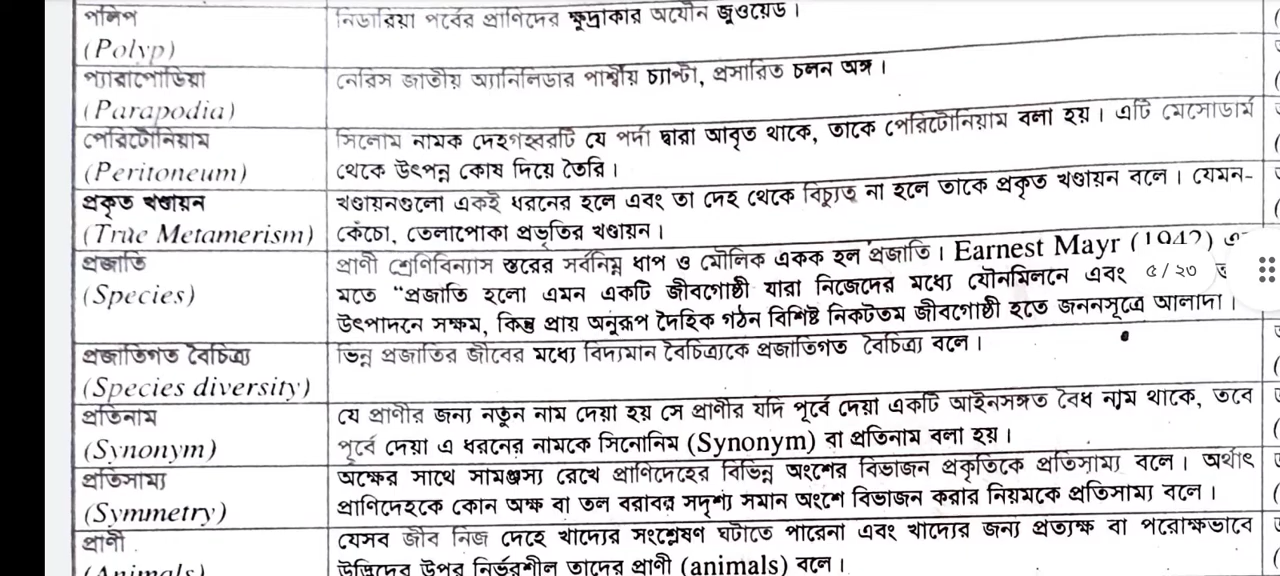 পলিপ নিডারিয়া পর্বের প্রাণিদের ক্ষুদ্রাকার অযৌন জুওয়েড।
(Polyp)
প্যারাপোডিয়া নেরিস জাতীয় অ্যানিলিডার পার্শ্বীয় চ্যাপ্টা, প্রসারিত চলন অঙ্গ।
(Parapodia)
পেরিটোনিয়াম সিলোম নামক দেহগহ্বরটি যে পর্দা দ্বারা আবৃত থাকে, তাকে পেরিটোনিয়াম বলা হয়। এটি মেসোডার্ম
(Peritoneum) থেকে উৎপন্ন কোষ দিয়ে তৈরি।
প্রকৃত খণ্ডায়ন খণ্ডায়নগুলো একই ধরনের হলে এবং তা দেহ থেকে বিচ্যুত না হলে তাকে প্রকৃত খণ্ডায়ন বলে। যেমন-
(True Metamerism) কেঁচো, তেলাপোকা প্রভৃতির খণ্ডায়ন।
প্রজাতি প্রাণী শ্রেণিবিন্যাস স্তরের সর্বনিম্ন ধাপ ও মৌলিক একক হল প্রজাতি। Earnest Mayr (1942)
(Species) মতে “প্রজাতি হলো এমন একটি জীবগোষ্ঠী যারা নিজেদের মধ্যে যৌনমিলনে এবং ৫/২৩
উৎপাদনে সক্ষম, কিন্তু প্রায় অনুরূপ দৈহিক গঠন বিশিষ্ট নিকটতম জীবগোষ্ঠী হতে জননসূত্রে আলাদা।
প্রজাতিগত বৈচিত্র্য ভিন্ন প্রজাতির জীবের মধ্যে বিদ্যমান বৈচিত্র্যকে প্রজাতিগত বৈচিত্র্য বলে।
(Species diversity)
প্রতিনাম যে প্রাণীর জন্য নতুন নাম দেয়া হয় সে প্রাণীর যদি পূর্বে দেয়া একটি আইনসঙ্গত বৈধ নাম থাকে, তবে
(Synonym) পূর্বে দেয়া এ ধরনের নামকে সিনোনিম (Synonym) বা প্রতিনাম বলা হয়।
প্রতিসাম্য অক্ষের সাথে সামঞ্জস্য রেখে প্রাণিদেহের বিভিন্ন অংশের বিভাজন প্রকৃতিকে প্রতিসাম্য বলে। অর্থাৎ
(Symmetry) প্রাণিদেহকে কোন অক্ষ বা তল বরাবর সদৃশ্য সমান অংশে বিভাজন করার নিয়মকে প্রতিসাম্য বলে।
প্রাণী যেসব জীব নিজ দেহে খাদ্যের সংশ্লেষণ ঘটাতে পারেনা এবং খাদ্যের জন্য প্রত্যক্ষ বা পরোক্ষভাবে
(Animals) উদ্ভিদের উপর নির্ভরশীল তাদের প্রাণী (animals) বলে।